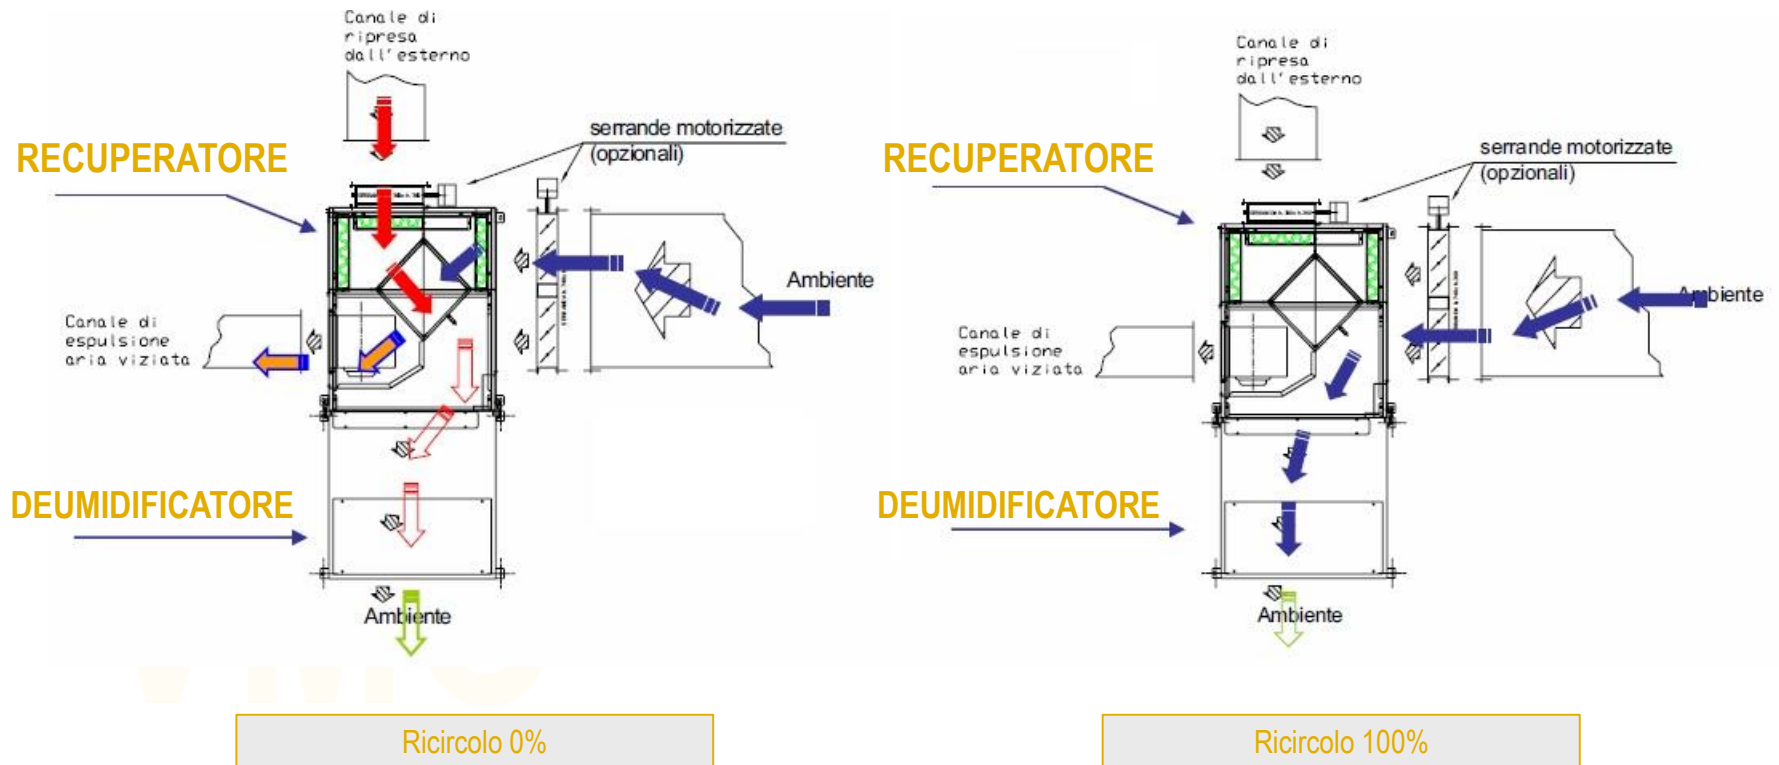 Canale di
ripresa
dall'esterno
serrande motorizzate
(opzionali)
RECUPERATORE
Ambiente
Canale di
espulsione
aria viziata
DEUMIDIFICATORE
Ambiente
Ricircolo 0%
Canale di
ripresa
dall'esterno
serrande motorizzate
(opzionali)
RECUPERATORE
Ambiente
Canale di
espulsione
aria viziata
DEUMIDIFICATORE
Ambiente
Ricircolo 100%